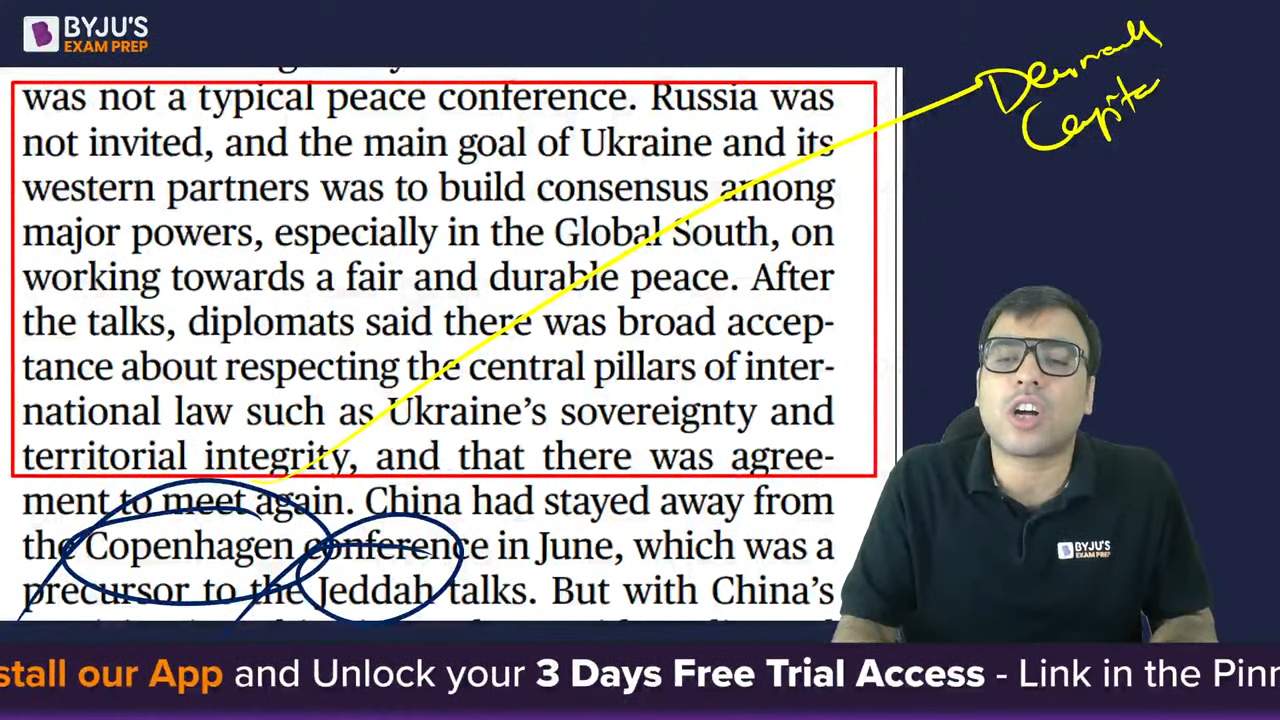 BYJU'S
EXAM PREP
Denmark
Capital
was not a typical peace conference. Russia was
not invited, and the main goal of Ukraine and its
western partners was to build consensus among
major powers, especially in the Global South, on
working towards a fair and durable peace. After
the talks, diplomats said there was broad accep-
tance about respecting the central pillars of inter-
national law such as Ukraine's sovereignty and
territorial integrity, and that there was agree-
ment to meet again. China had stayed away from
the Copenhagen conference in June, which was a
precursor to the Jeddah talks. But with China's
BYJU'S
EXAM PREP
stall our App and Unlock your 3 Days Free Trial Access - Link in the Pinn